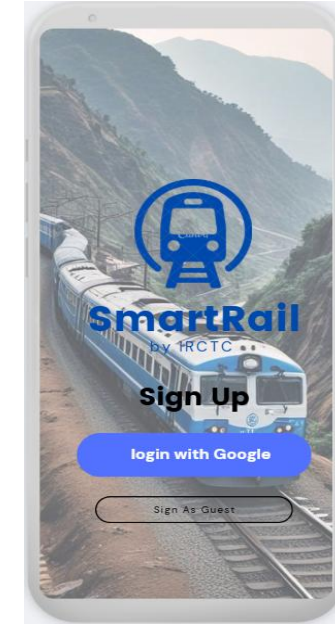 SmartRail
by IRCTC
Sign Up
login with Google
Sign As Guest